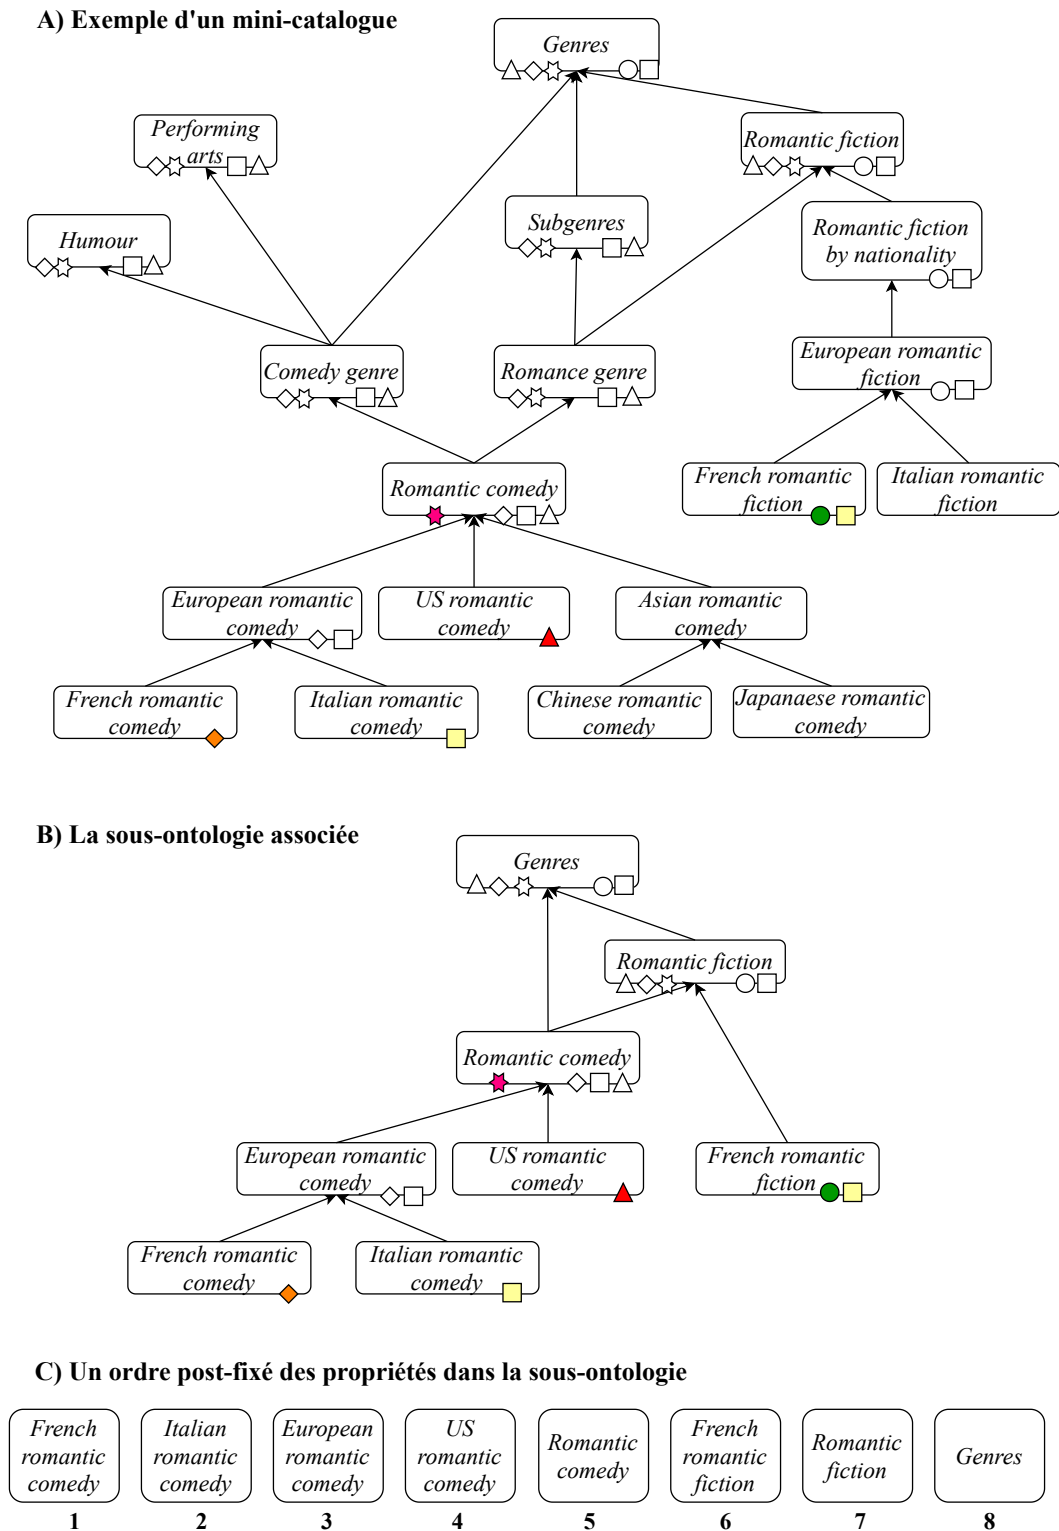 A) Exemple d'un mini-catalogue
Genres
Performing
arts
Romantic fiction
Humour
Subgenres
Romantic fiction
by nationality
Comedy genre
Romance genre
European romantic
fiction
Romantic comedy
French romantic
fiction
Italian romantic
fiction
European romantic
comedy
US romantic
comedy
Asian romantic
comedy
French romantic
comedy
Italian romantic
comedy
Chinese romantic
comedy
Japanaese romantic
comedy
B) La sous-ontologie associée
Genres
Romantic fiction
Romantic comedy
European romantic
comedy
US romantic
comedy
French romantic
fiction
French romantic
comedy
Italian romantic
comedy
C) Un ordre post-fixé des propriétés dans la sous-ontologie
French
romantic
comedy
Italian
romantic
comedy
European
romantic
comedy
US
romantic
comedy
Romantic
comedy
French
romantic
fiction
Romantic
fiction
Genres
1 2 3 4 5 6 7 8